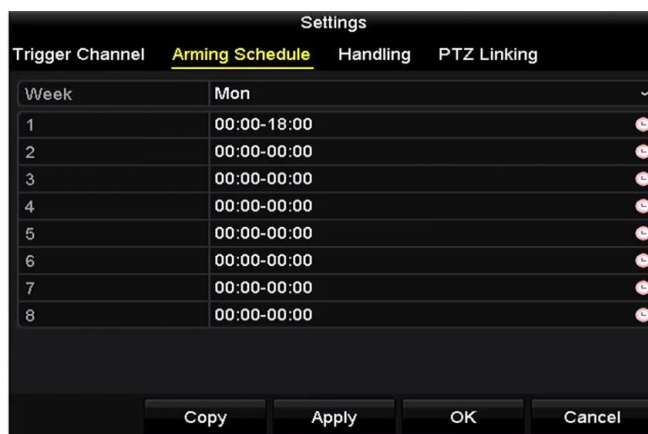 Settings
Trigger Channel Arming Schedule Handling PTZ Linking
Week Mon
1 00:00-18:00
2 00:00-00:00
3 00:00-00:00
4 00:00-00:00
5 00:00-00:00
6 00:00-00:00
7 00:00-00:00
8 00:00-00:00
Copy Apply OK Cancel